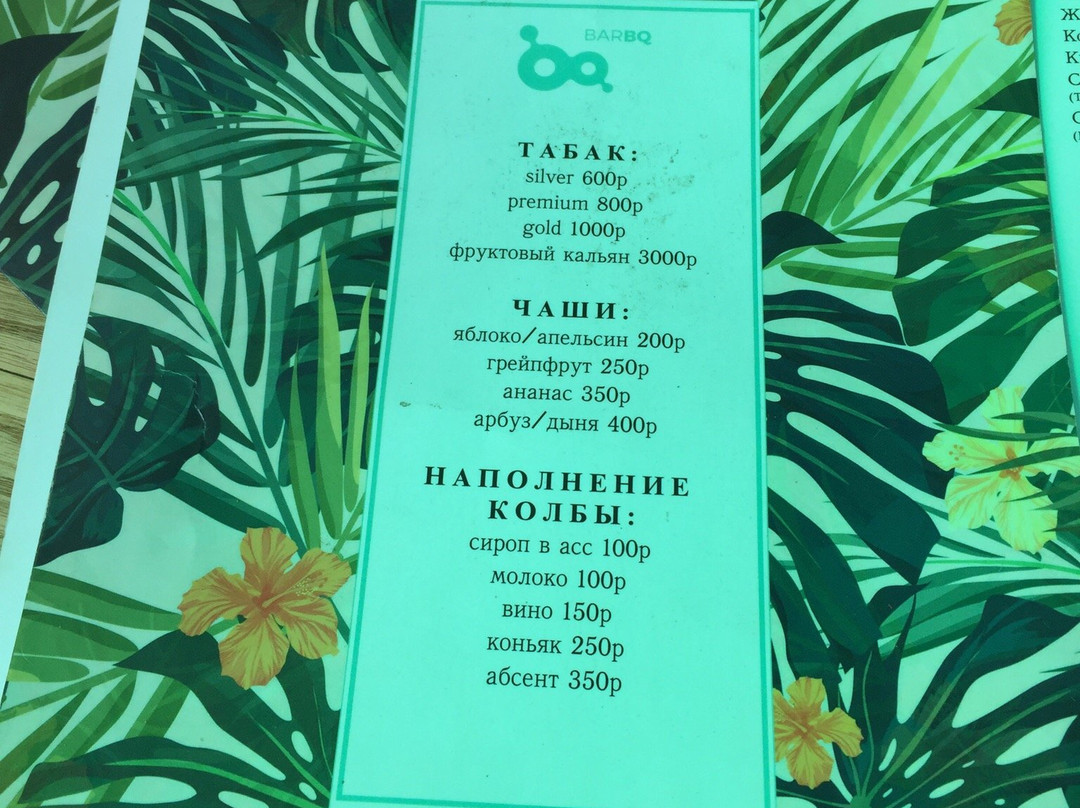 BARBQ
ТАБАК:
silver 600р
premium 800р
gold 1000р
фруктовый кальян 3000р
ЧАШИ:
яблоко/апельсин 200р
грейпфрут 250р
ананас 350р
арбуз/дыня 400р
НАПОЛНЕНИЕ
КОЛБЫ:
сироп в асс 100р
молоко 100р
вино 150р
коньяк 250р
абсент 350р